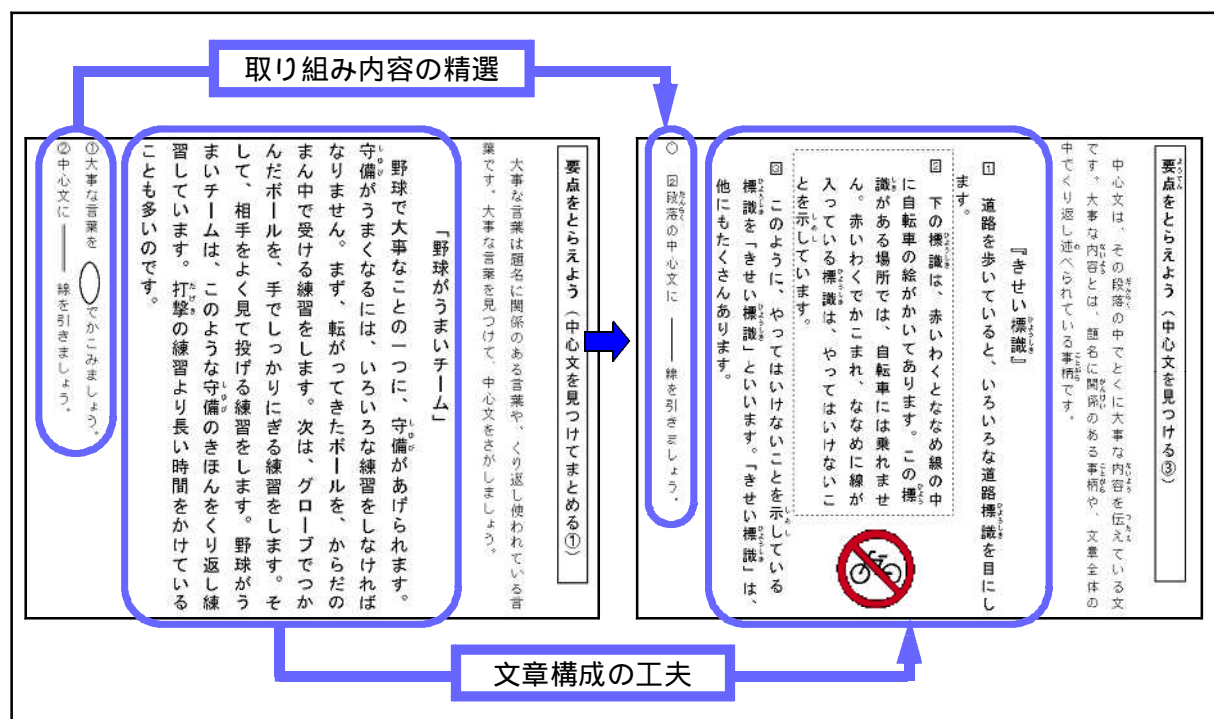 取り組み内容の精選
要点をとらえよう（中心文を見つけてまとめる①）
大事な言葉は題名に関係のある言葉や、くり返し使われている言
葉です。大事な言葉を見つけて、中心文をさがしましょう。
「野球がうまいチーム」
野球で大事なことの一つに、守備があげられます。
守備がうまくなるには、いろいろな練習をしなければ
なりません。まず、転がってきたボールを、からだの
まん中で受ける練習をします。次は、グローブでつか
んだボールを、手でしっかりにぎる練習をします。そ
して、相手をよく見て投げる練習をします。野球がう
まいチームは、このような守備のきほんをくり返し練
習しています。打撃の練習より長い時間をかけている
ことも多いのです。
①大事な言葉を でかこみましょう。
②中心文に 線を引きましょう。
要点をとらえよう（中心文を見つける③）
中心文は、その段落の中でとくに大事な内容を伝えている文
です。大事な内容とは、題名に関係のある事柄や、文章全体の
中でくり返し述べられている事柄です。
『きせい標識』
1 道路を歩いていると、いろいろな道路標識を目にし
ます。
2 下の標識は、赤いわくとななめ線の中
に自転車の絵がかいてあります。この標
識がある場所では、自転車には乗れませ
ん。赤いわくでかこまれ、ななめに線が
入っている標識は、やってはいけないこ
とを示しています。
3 このように、やってはいけないことを示している
標識を「きせい標識」といいます。「きせい標識」は、
他にもたくさんあります。
① 2段落の中心文に 線を引きましょう。
文章構成の工夫